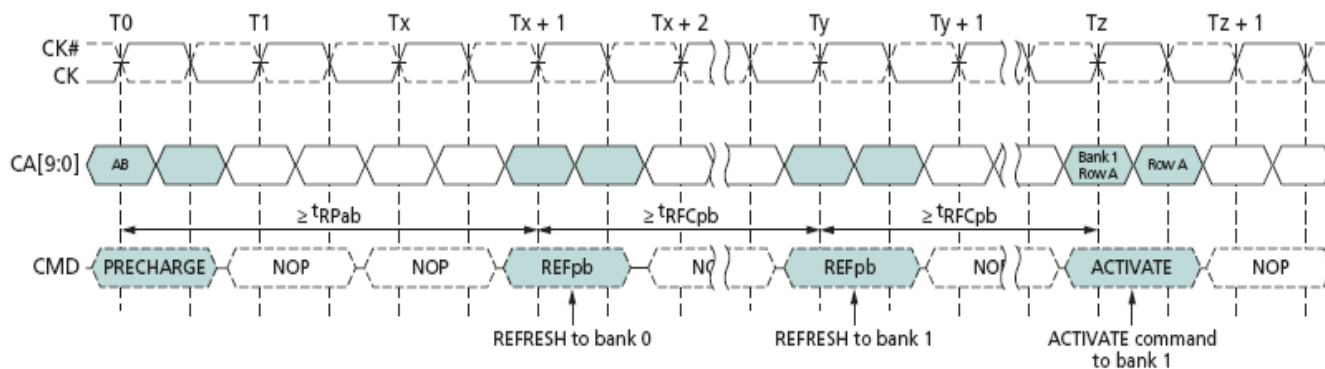 T0 T1 Tx Tx + 1 Tx + 2 Ty Ty + 1 Tz Tz + 1
CK#
CK
CA[9:0] AB Bank 1 Row A Row A
≥ tRPab ≥ tRFCpb ≥ tRFCpb
CMD PRECHARGE NOP NOP REFpb NO REFpb NOP ACTIVATE NOP
REFRESH to bank 0 REFRESH to bank 1 ACTIVATE command
to bank 1